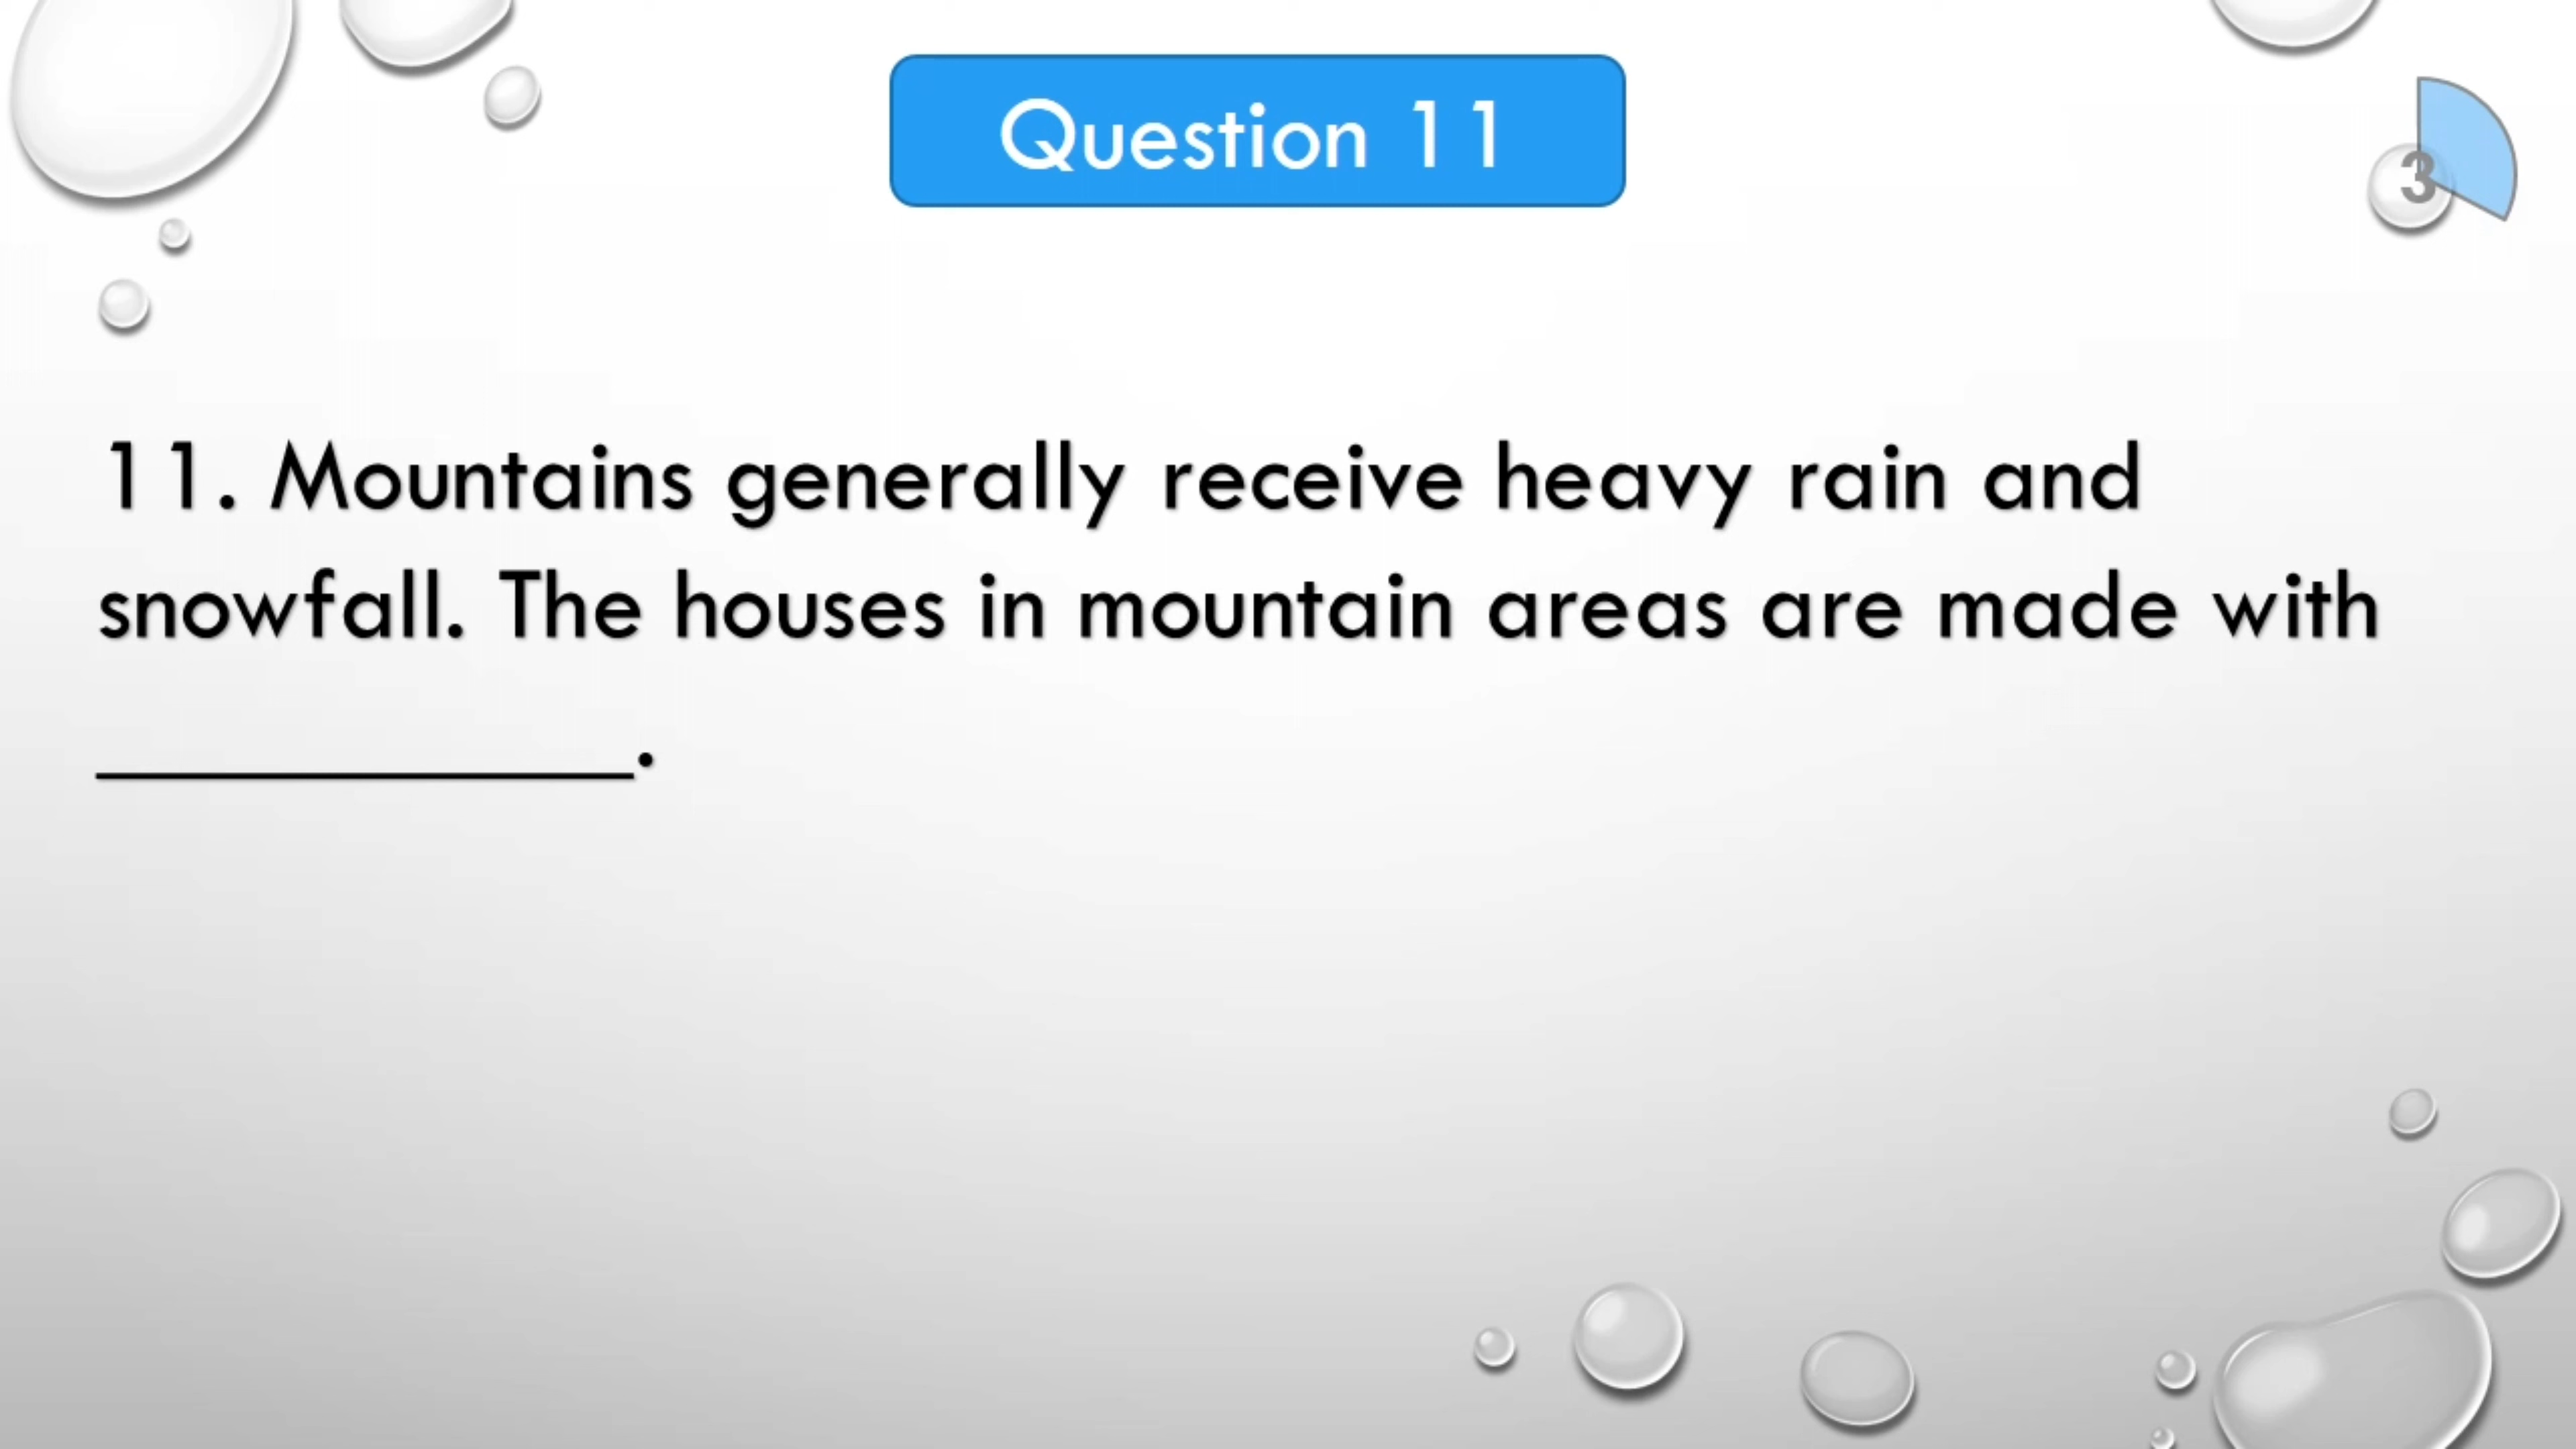 Question 11
3
11. Mountains generally receive heavy rain and
snowfall. The houses in mountain areas are made with
____________.